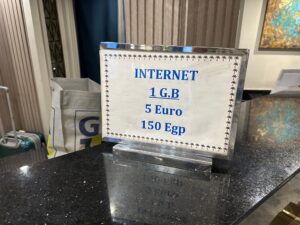 INTERNET
1 G.B
5 Euro
150 Egp